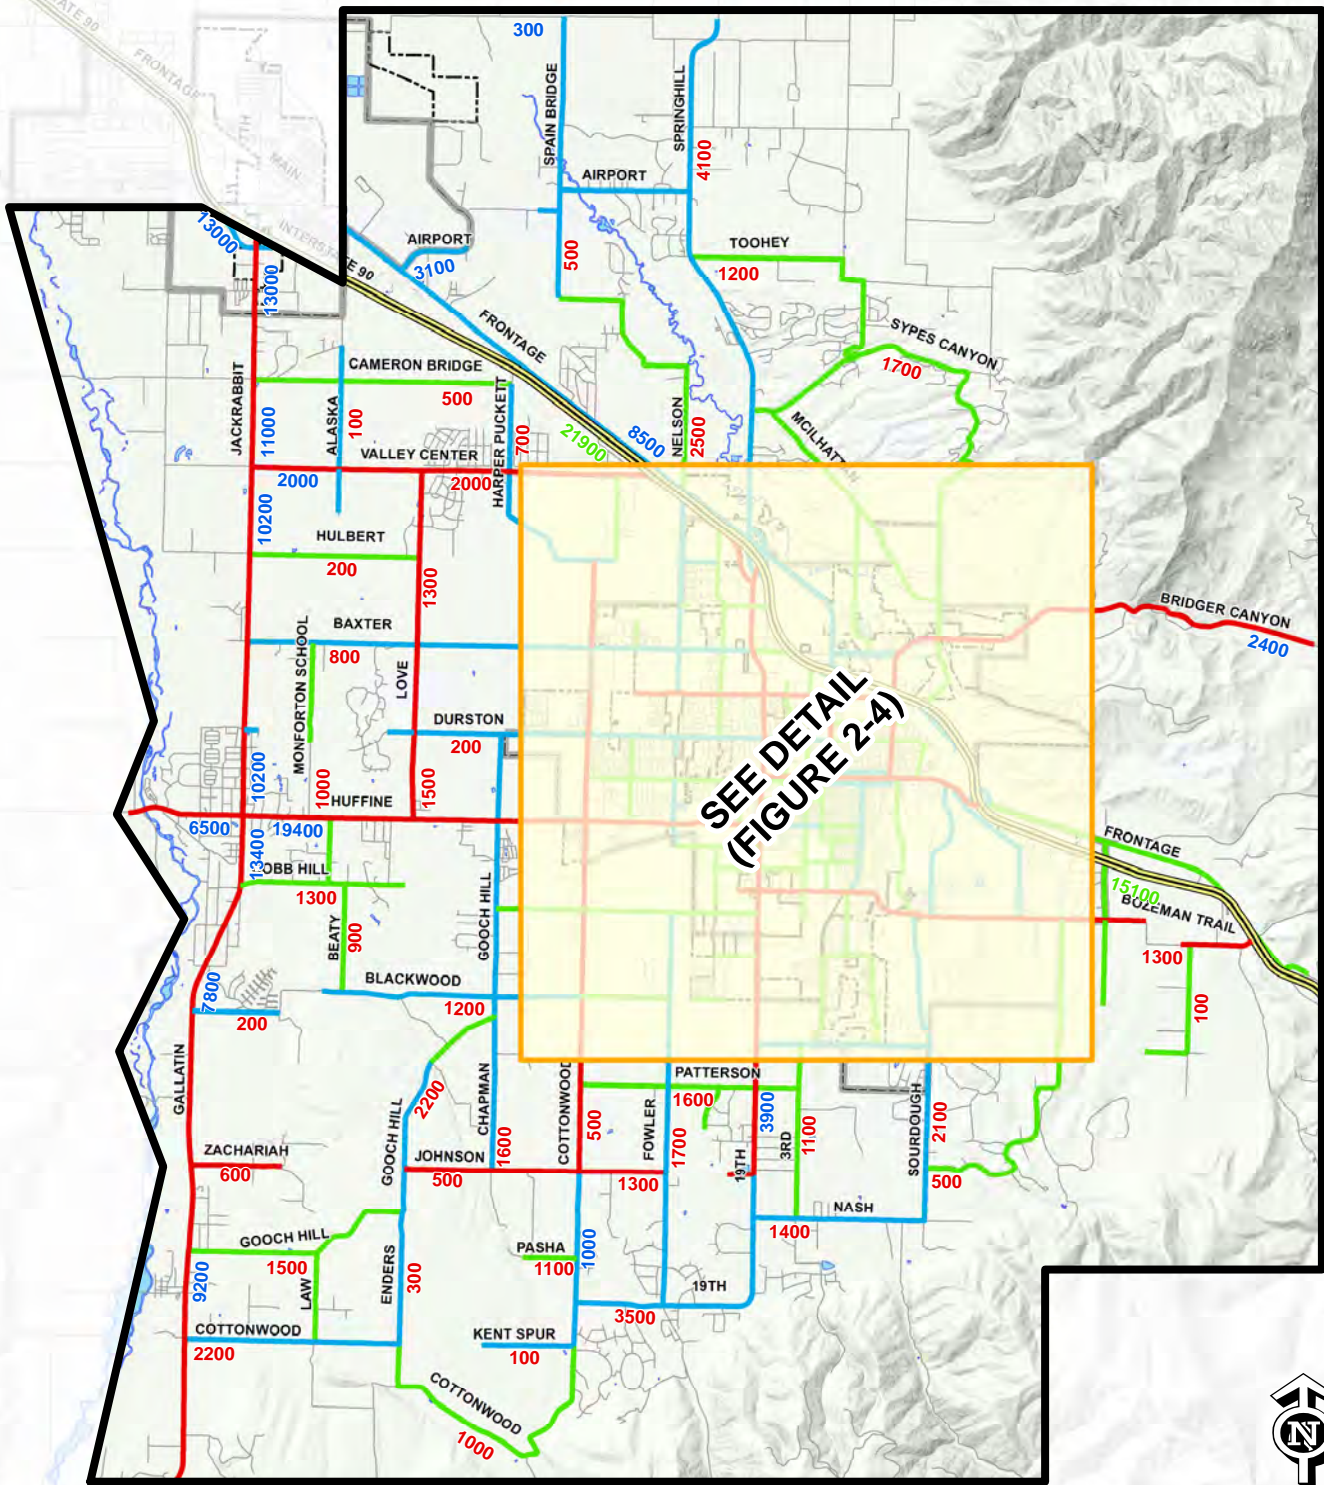 ATE 90
FRONTAGE
7TH
MAIN
INTERSTATE 90
300
SPAIN BRIDGE
SPRINGHILL
4100
AIRPORT
13000
13000
AIRPORT
3100
500
TOOHEY
1200
FRONTAGE
SYPES CANYON
1700
CAMERON BRIDGE
500
JACKRABBIT
11000
ALASKA
100
HARPER PUCKETT
700
21900
8500
NELSON
2500
MCILHATTAN
VALLEY CENTER
2000
2000
10200
HULBERT
200
1300
BRIDGER CANYON
2400
BAXTER
800
MONFORTON SCHOOL
LOVE
DURSTON
200
SEE DETAIL
(FIGURE 2-4)
10200
1000
1500
HUFFINE
6500
19400
13400
OBB HILL
1300
GOOCH HILL
FRONTAGE
15100
BOZEMAN TRAIL
1300
100
BEATY
900
BLACKWOOD
1200
7800
200
GALLATIN
2200
CHAPMAN
COTTONWOOD
500
PATTERSON
1600
3900
FOWLER
1700
19TH
3RD
1100
SOURDOUGH
2100
500
ZACHARIAH
600
GOOCH HILL
JOHNSON
500
1600
1300
NASH
1400
GOOCH HILL
1500
PASHA
1100
1000
9200
LAW
ENDERS
300
19TH
3500
COTTONWOOD
2200
KENT SPUR
100
COTTONWOOD
1000
N